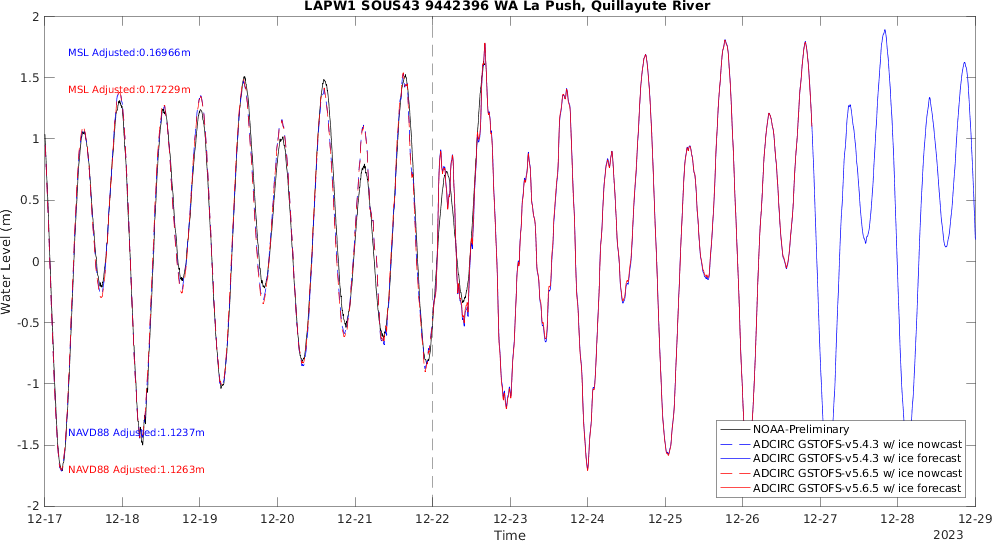 LAPW1 SOUS43 9442396 WA La Push, Quillayute River
2
1.5
1
0.5
0
-0.5
-1
-1.5
-2
Water Level (m)
MSL Adjusted:0.16966m
MSL Adjusted:0.17229m
NAVD88 Adjusted:1.1237m
NAVD88 Adjusted:1.1263m
NOAA-Preliminary
ADCIRC GSTOFS-v5.4.3 w/ ice nowcast
ADCIRC GSTOFS-v5.4.3 w/ ice forecast
ADCIRC GSTOFS-v5.6.5 w/ ice nowcast
ADCIRC GSTOFS-v5.6.5 w/ ice forecast
12-17 12-18 12-19 12-20 12-21 12-22 12-23 12-24 12-25 12-26 12-27 12-28 12-29
Time
2023